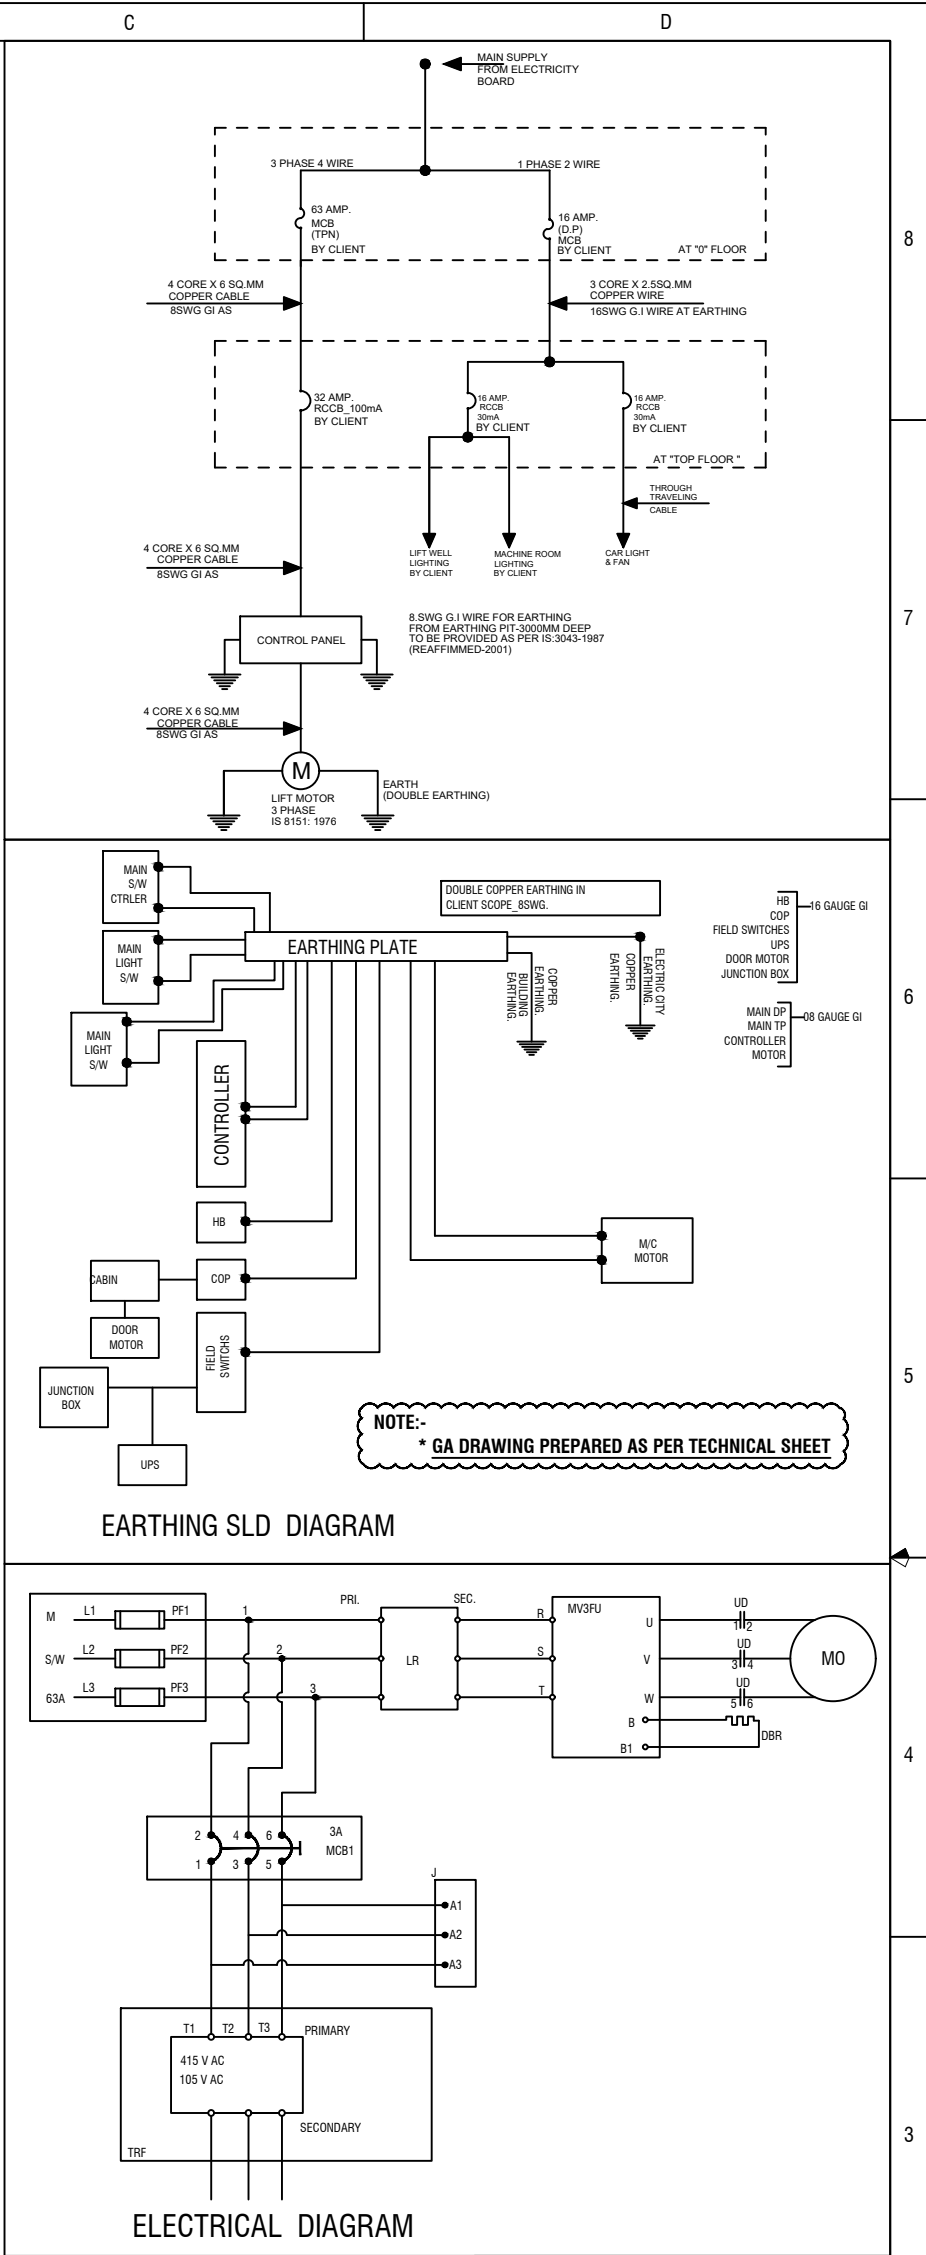 C
D
MAIN SUPPLY
FROM ELECTRICITY
BOARD
3 PHASE 4 WIRE
1 PHASE 2 WIRE
63 AMP.
MCB
(TPN)
BY CLIENT
16 AMP.
(D.P)
MCB
BY CLIENT
AT "0" FLOOR
8
4 CORE X 6 SQ.MM
COPPER CABLE
8SWG GI AS
3 CORE X 2.5SQ.MM
COPPER WIRE
16SWG G.I WIRE AT EARTHING
32 AMP.
RCCB_100mA
BY CLIENT
16 AMP.
RCCB
30mA
BY CLIENT
16 AMP.
RCCB
30mA
BY CLIENT
AT "TOP FLOOR "
THROUGH
TRAVELING
CABLE
4 CORE X 6 SQ.MM
COPPER CABLE
8SWG GI AS
LIFT WELL
LIGHTING
BY CLIENT
MACHINE ROOM
LIGHTING
BY CLIENT
CAR LIGHT
& FAN
7
CONTROL PANEL
8.SWG G.I WIRE FOR EARTHING
FROM EARTHING PIT-3000MM DEEP
TO BE PROVIDED AS PER IS:3043-1987
(REAFFIMMED-2001)
4 CORE X 6 SQ.MM
COPPER CABLE
8SWG GI AS
M
LIFT MOTOR
3 PHASE
IS 8151: 1976
EARTH
(DOUBLE EARTHING)
MAIN
S/W
CTRLER
MAIN
LIGHT
S/W
MAIN
LIGHT
S/W
EARTHING PLATE
DOUBLE COPPER EARTHING IN
CLIENT SCOPE_8SWG.
COPPER
EARTHING.
BUILDING
EARTHING.
ELECTRIC CITY
EARTHING.
COPPER
EARTHING.
HB
COP
FIELD SWITCHES
UPS
DOOR MOTOR
JUNCTION BOX
16 GAUGE GI
MAIN DP
MAIN TP
CONTROLLER
MOTOR
08 GAUGE GI
6
CONTROLLER
HB
COP
CABIN
DOOR
MOTOR
FIELD
SWITCHS
JUNCTION
BOX
UPS
M/C
MOTOR
5
NOTE:-
* GA DRAWING PREPARED AS PER TECHNICAL SHEET
EARTHING SLD DIAGRAM
M
S/W
63A
L1
L2
L3
PF1
PF2
PF3
1
2
3
PRI.
SEC.
LR
R
S
T
MV3FU
U
V
W
B
B1
UD
1 2
UD
3 4
UD
5 6
MO
DBR
4
2 4 6
1 3 5
3A
MCB1
J
A1
A2
A3
T1 T2 T3
PRIMARY
415 V AC
105 V AC
SECONDARY
TRF
3
ELECTRICAL DIAGRAM